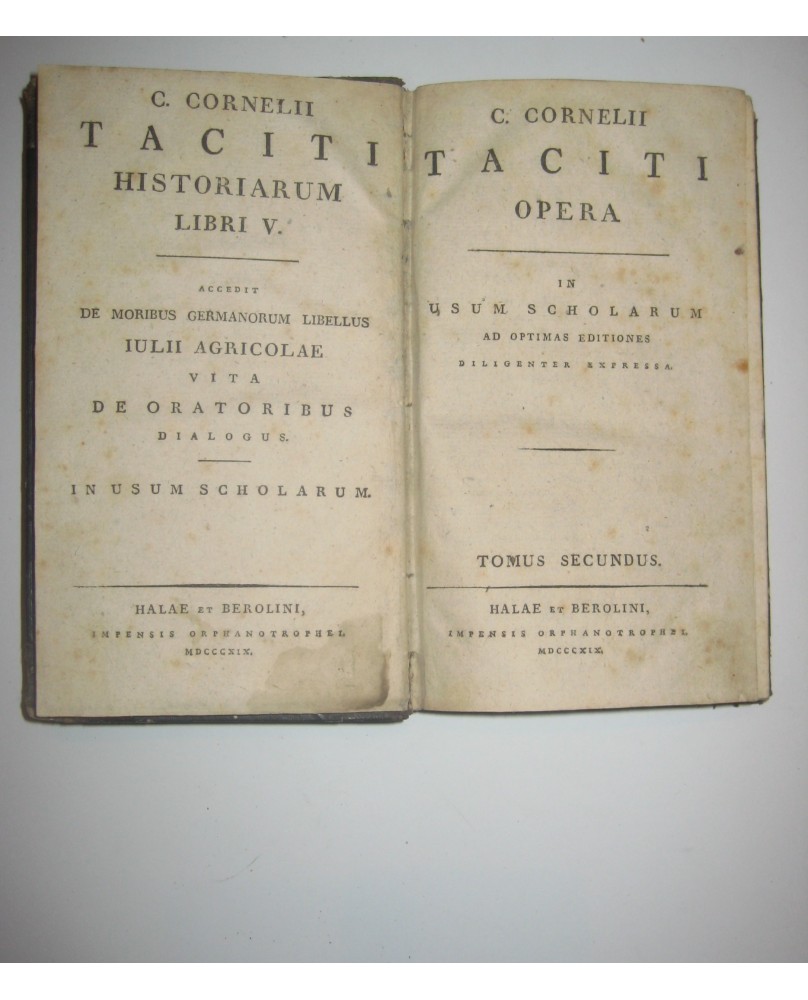 C. CORNELII
TACITI
HISTORIARUM
LIBRI V.
ACCEDIT
DE MORIBUS GERMANORUM LIBELLUS
IULII AGRICOLAE
VITA
DE ORATORIBUS
DIALOGUS.
IN USUM SCHOLARUM.
HALAE ET BEROLINI,
IMPENSIS ORPHANOTROPHEI.
MDCCCXIX.
C. CORNELII
TACITI
OPERA
IN
USUM SCHOLARUM
AD OPTIMAS EDITIONES
DILIGENTER EXPRESSA.
TOMUS SECUNDUS.
HALAE ET BEROLINI,
IMPENSIS ORPHANOTROPHEI.
MDCCCXIX.